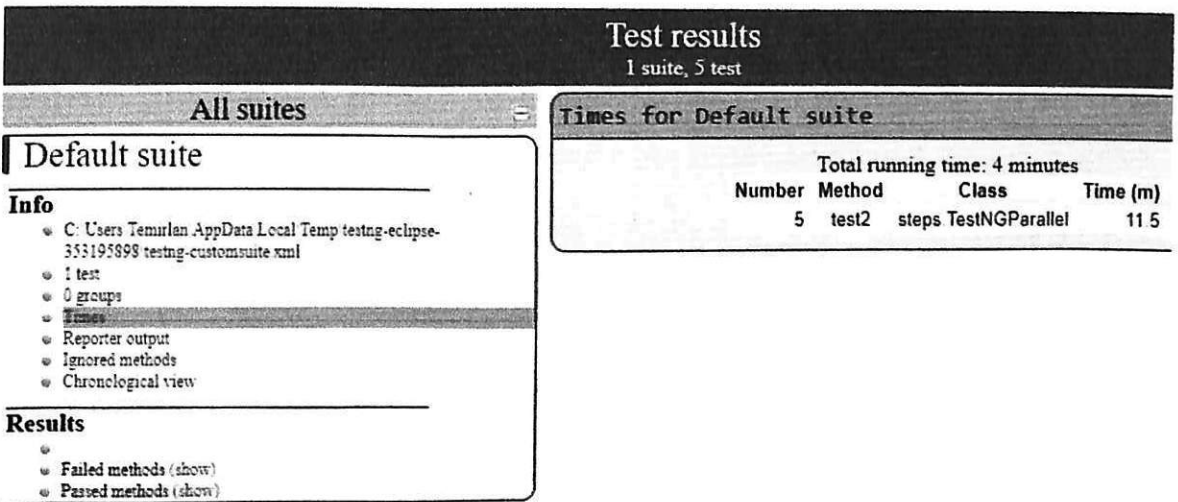 Test results
1 suite, 5 test
All suites
Default suite
Info
C: Users Temirlan AppData Local Temp testng-eclipse-
353195898 testng-customsuite.xml
1 test
0 groups
Times
Reporter output
Ignored methods
Chronological view
Results
Failed methods (show)
Passed methods (show)
Times for Default suite
Total running time: 4 minutes
Number Method Class Time (m)
5 test2 steps.TestNGParallel 11.5